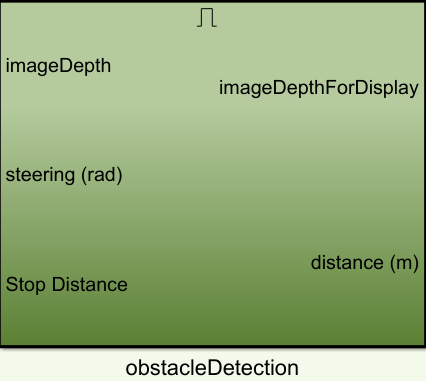 imageDepth
imageDepthForDisplay
steering (rad)
distance (m)
Stop Distance
obstacleDetection